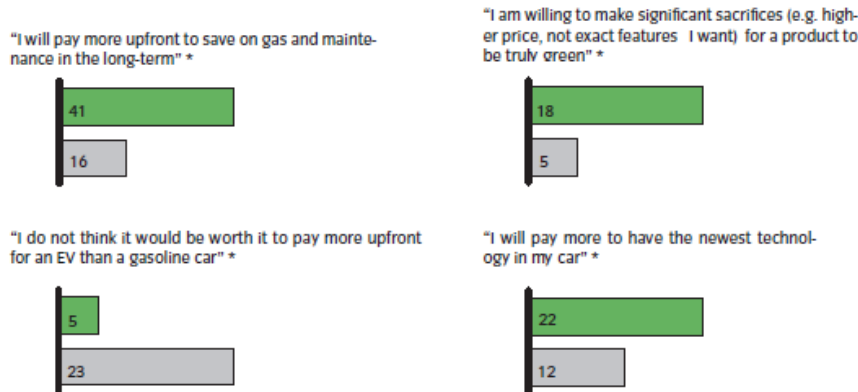 "I will pay more upfront to save on gas and mainte-
nance in the long-term" *
41
16
"I am willing to make significant sacrifices (e.g. high-
er price, not exact features I want) for a product to
be truly green" *
18
5
"I do not think it would be worth it to pay more upfront
for an EV than a gasoline car" *
5
23
"I will pay more to have the newest technol-
ogy in my car" *
22
12